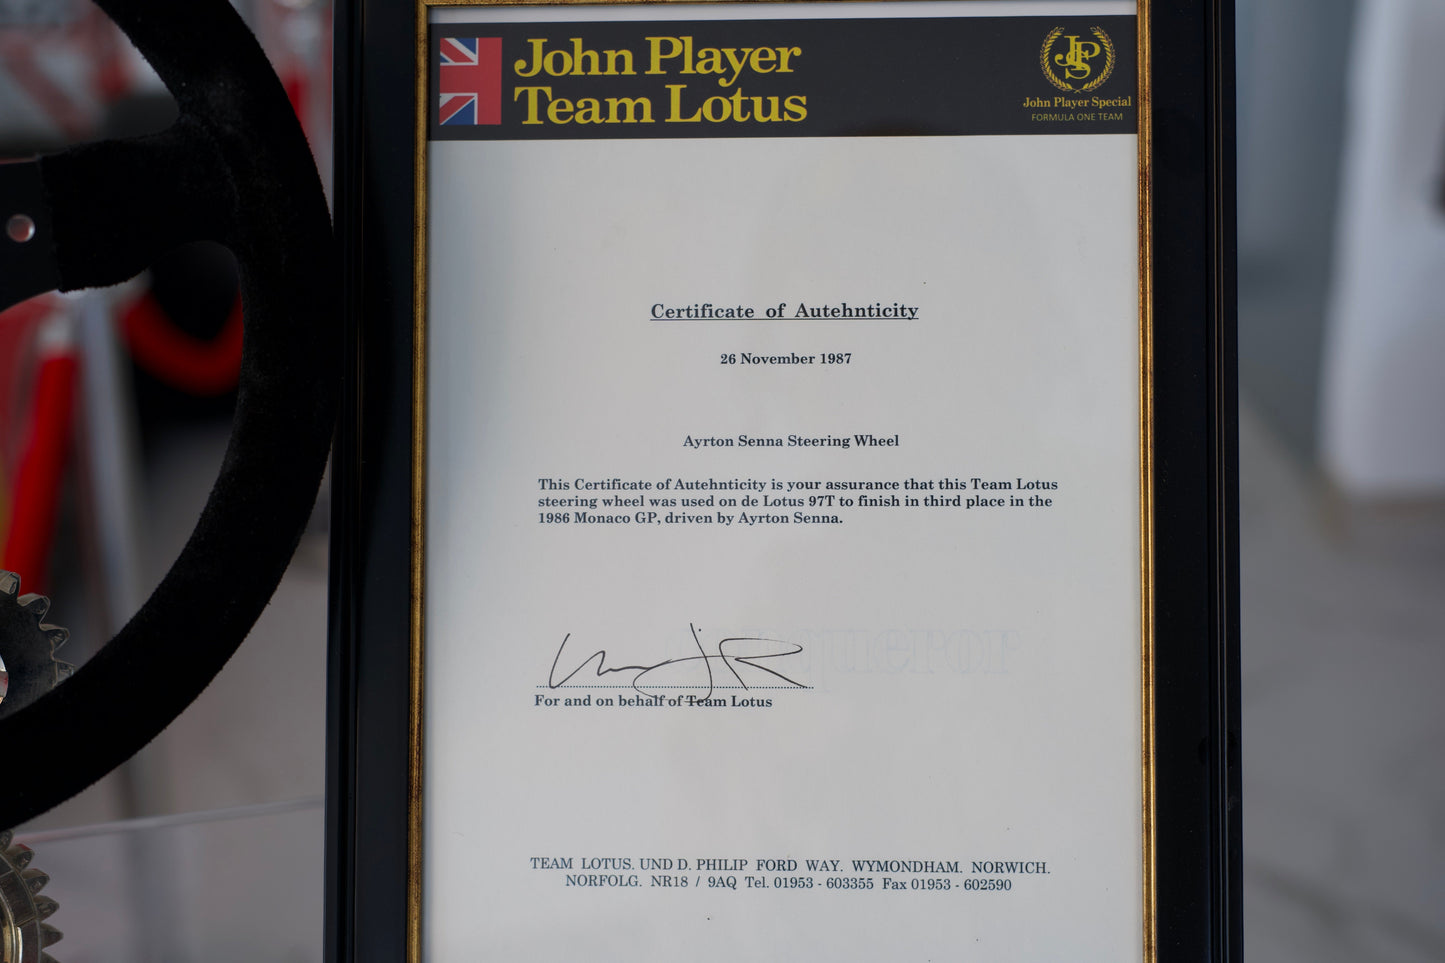 John Player
Team Lotus
JPS
John Player Special
FORMULA ONE TEAM
Certificate of Autehnticity
26 November 1987
Ayrton Senna Steering Wheel
This Certificate of Autehnticity is your assurance that this Team Lotus
steering wheel was used on de Lotus 97T to finish in third place in the
1986 Monaco GP, driven by Ayrton Senna.
For and on behalf of Team Lotus
TEAM LOTUS. UND D. PHILIP FORD WAY. WYMONDHAM. NORWICH.
NORFOLG. NR18 / 9AQ Tel. 01953 - 603355 Fax 01953 - 602590